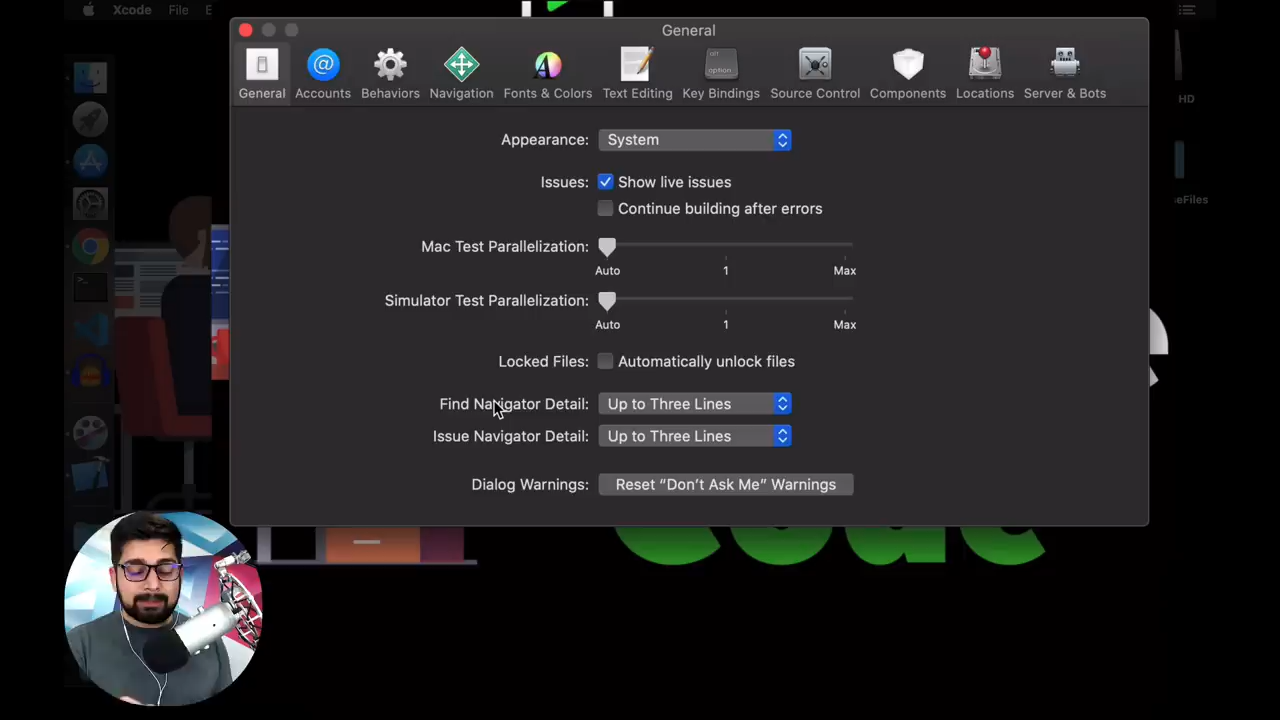 Xcode File E
General
General Accounts Behaviors Navigation Fonts & Colors Text Editing Key Bindings Source Control Components Locations Server & Bots
alt
option
HD
Appearance: System
Issues: Show live issues
Continue building after errors
Mac Test Parallelization:
Auto 1 Max
Simulator Test Parallelization:
Auto 1 Max
Locked Files: Automatically unlock files
Find Navigator Detail: Up to Three Lines
Issue Navigator Detail: Up to Three Lines
Dialog Warnings: Reset “Don’t Ask Me” Warnings